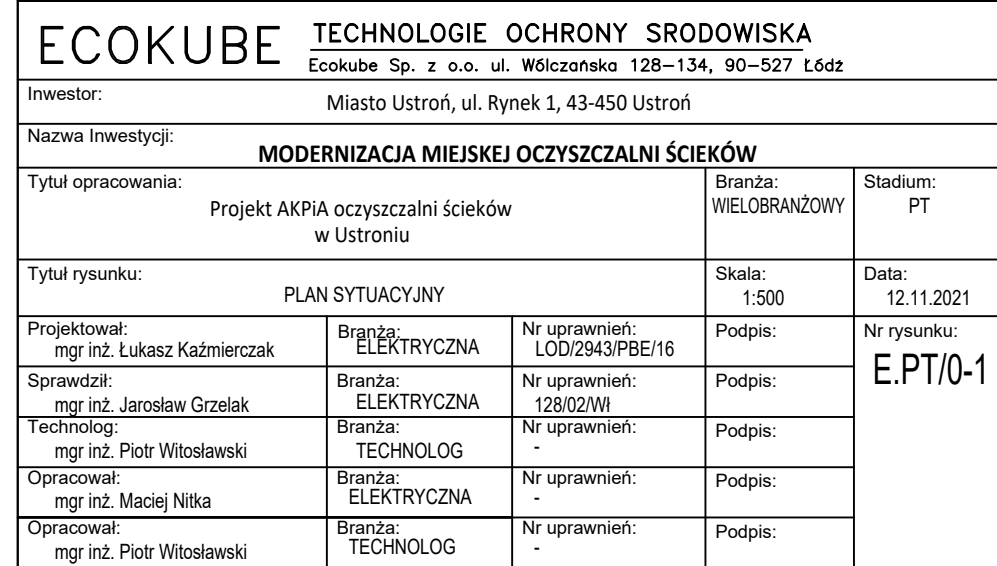 ECOKUBE TECHNOLOGIE OCHRONY SRODOWISKA
Ecokube Sp. z o.o. ul. Wólczańska 128–134, 90–527 Łódź
Inwestor:
Miasto Ustroń, ul. Rynek 1, 43-450 Ustroń
Nazwa Inwestycji:
MODERNIZACJA MIEJSKEJ OCZYSZCZALNI ŚCIEKÓW
Tytuł opracowania:
Projekt AKPiA oczyszczalni ścieków
w Ustroniu
Branża:
WIELOBRANŻOWY
Stadium:
PT
Tytuł rysunku:
PLAN SYTUACYJNY
Skala:
1:500
Data:
12.11.2021
Projektował:
mgr inż. Łukasz Kaźmierczak
Branża:
ELEKTRYCZNA
Nr uprawnień:
LOD/2943/PBE/16
Podpis:
Nr rysunku:
E.PT/0-1
Sprawdził:
mgr inż. Jarosław Grzelak
Branża:
ELEKTRYCZNA
Nr uprawnień:
128/02/Wł
Podpis:
Technolog:
mgr inż. Piotr Witosławski
Branża:
TECHNOLOG
Nr uprawnień:
-
Podpis:
Opracował:
mgr inż. Maciej Nitka
Branża:
ELEKTRYCZNA
Nr uprawnień:
-
Podpis:
Opracował:
mgr inż. Piotr Witosławski
Branża:
TECHNOLOG
Nr uprawnień:
-
Podpis: